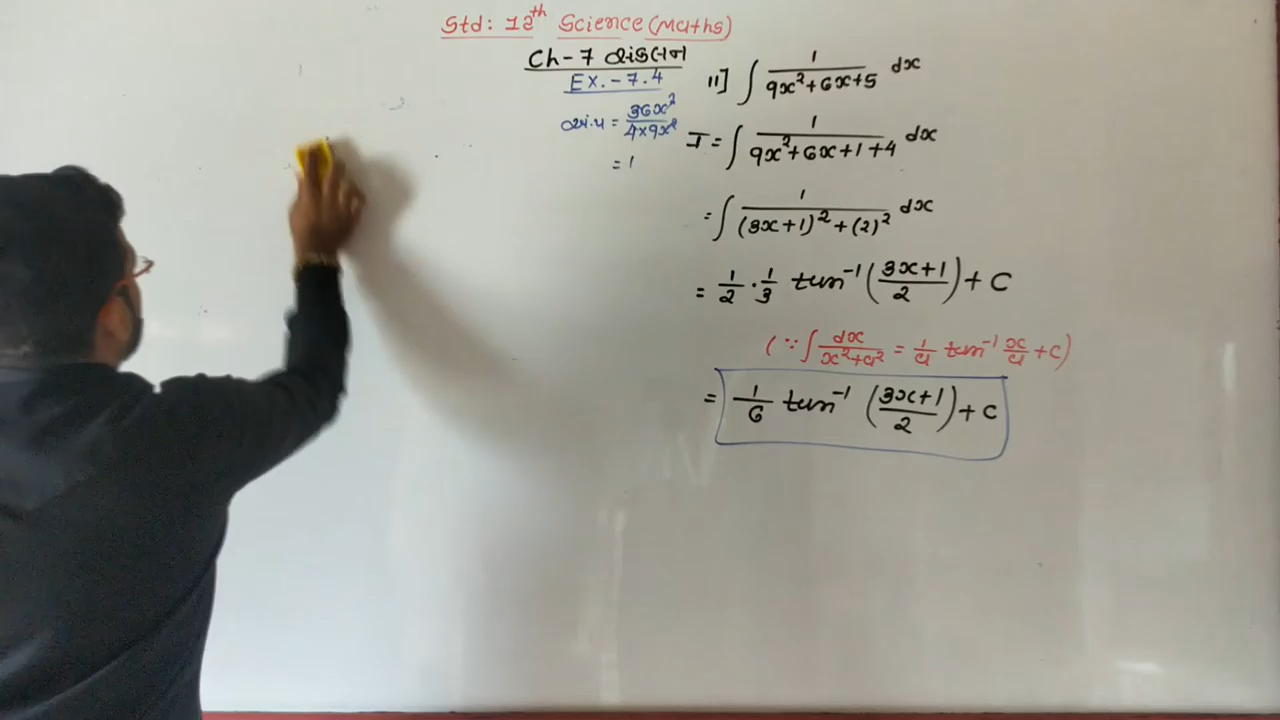 Std: 12th Science (Maths)
Ch-7 સંકલન
EX.-7.4
અં.પ = 36x²/4×9x²
= 1
11] ∫ 1/9x²+6x+5 dx
I = ∫ 1/9x²+6x+1+4 dx
= ∫ 1/(3x+1)²+(2)² dx
= 1/2 · 1/3 tan⁻¹ (3x+1/2) + C
(∵ ∫ dx/x²+a² = 1/a tan⁻¹ x/a + C)
= 1/6 tan⁻¹ (3x+1/2) + C